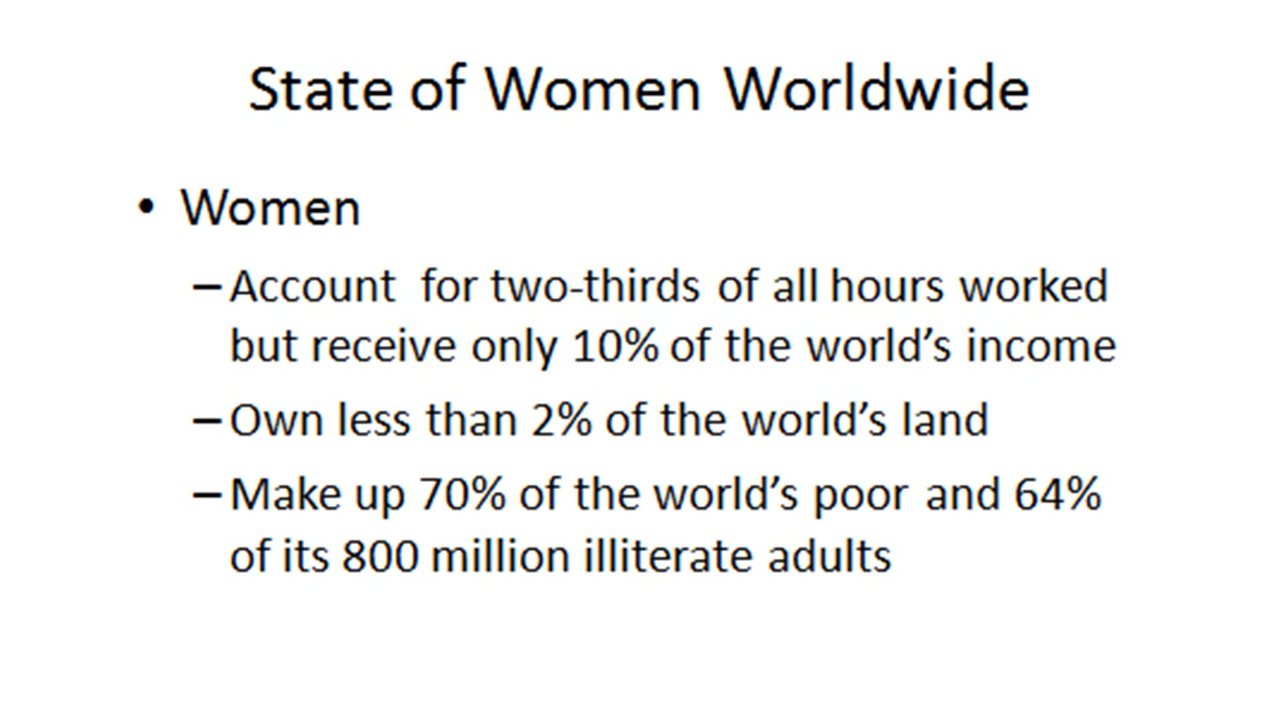 State of Women Worldwide
• Women
– Account for two-thirds of all hours worked
but receive only 10% of the world’s income
– Own less than 2% of the world’s land
– Make up 70% of the world’s poor and 64%
of its 800 million illiterate adults